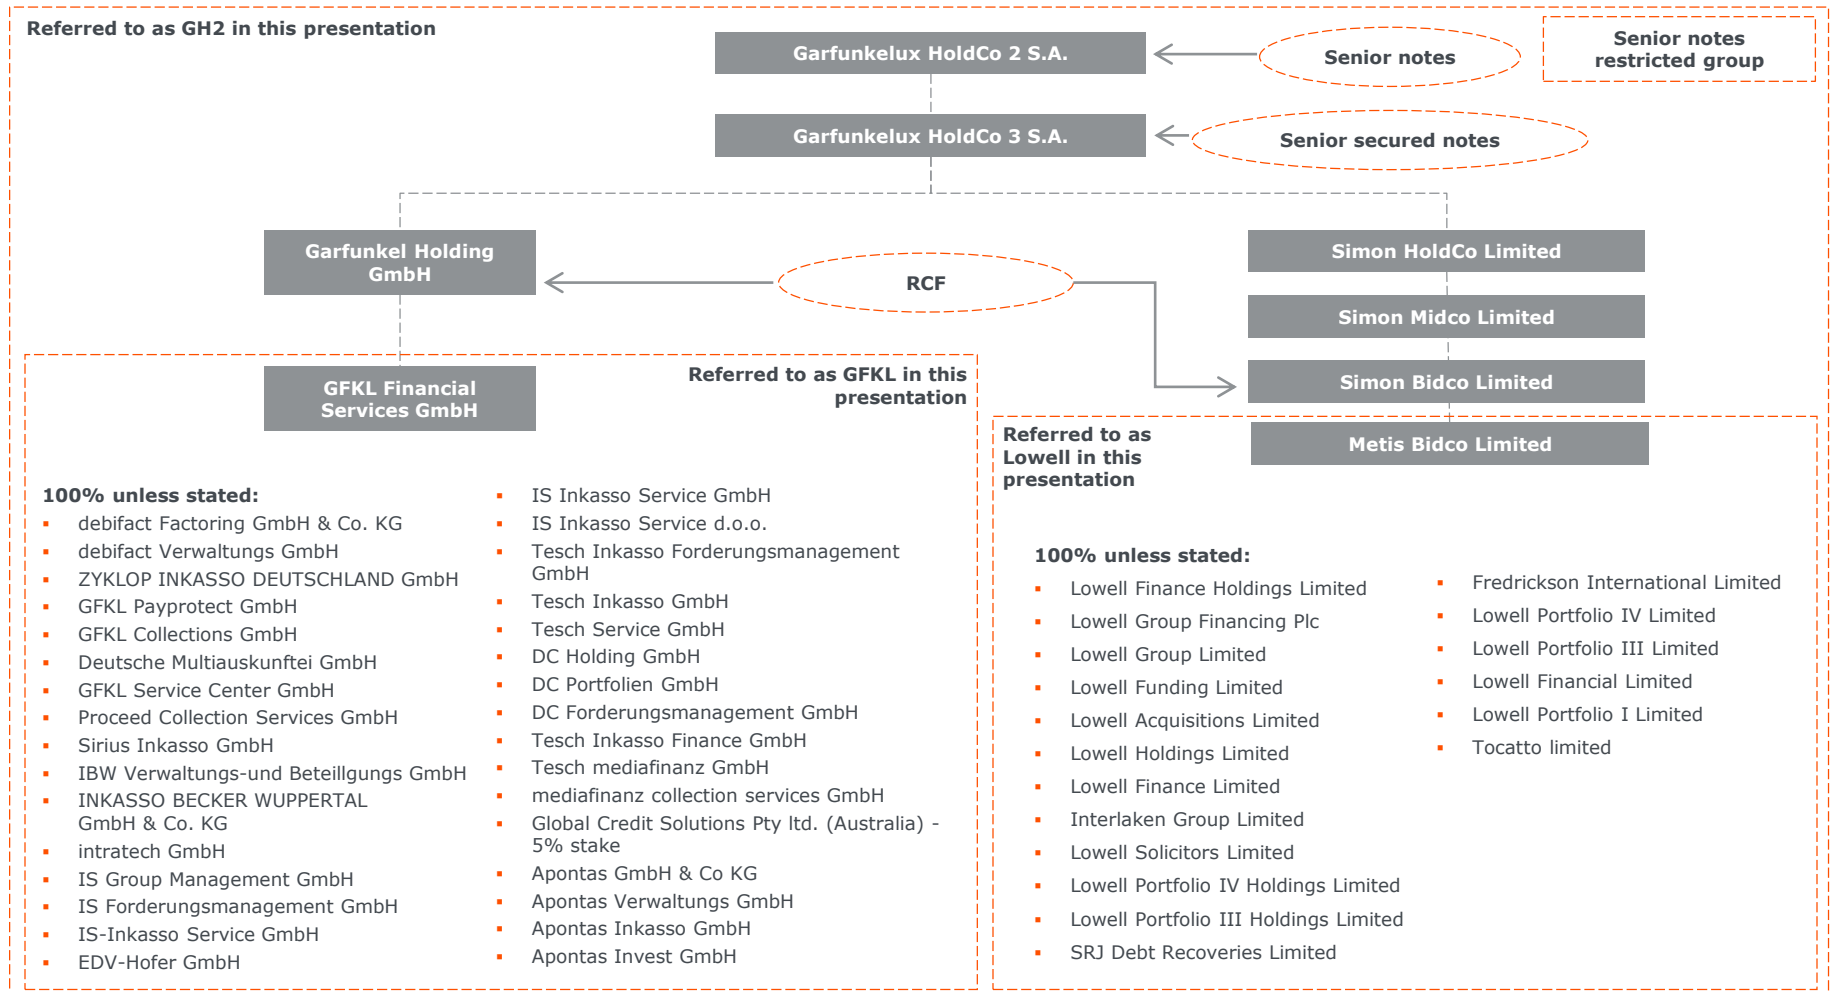 Referred to as GH2 in this presentation
Garfunkelux HoldCo 2 S.A.
Senior notes
Senior notes
restricted group
Garfunkelux HoldCo 3 S.A.
Senior secured notes
Garfunkel Holding
GmbH
RCF
Simon HoldCo Limited
Simon Midco Limited
Simon Bidco Limited
GFKL Financial
Services GmbH
Referred to as GFKL in this
presentation
100% unless stated:
▪ debifact Factoring GmbH & Co. KG
▪ debifact Verwaltungs GmbH
▪ ZYKLOP INKASSO DEUTSCHLAND GmbH
▪ GFKL Payprotect GmbH
▪ GFKL Collections GmbH
▪ Deutsche Multiauskunftei GmbH
▪ GFKL Service Center GmbH
▪ Proceed Collection Services GmbH
▪ Sirius Inkasso GmbH
▪ IBW Verwaltungs-und Beteillgungs GmbH
▪ INKASSO BECKER WUPPERTAL
GmbH & Co. KG
▪ intratech GmbH
▪ IS Group Management GmbH
▪ IS Forderungsmanagement GmbH
▪ IS-Inkasso Service GmbH
▪ EDV-Hofer GmbH
▪ IS Inkasso Service GmbH
▪ IS Inkasso Service d.o.o.
▪ Tesch Inkasso Forderungsmanagement
GmbH
▪ Tesch Inkasso GmbH
▪ Tesch Service GmbH
▪ DC Holding GmbH
▪ DC Portfolien GmbH
▪ DC Forderungsmanagement GmbH
▪ Tesch Inkasso Finance GmbH
▪ Tesch mediafinanz GmbH
▪ mediafinanz collection services GmbH
▪ Global Credit Solutions Pty ltd. (Australia) -
5% stake
▪ Apontas GmbH & Co KG
▪ Apontas Verwaltungs GmbH
▪ Apontas Inkasso GmbH
▪ Apontas Invest GmbH
Referred to as
Lowell in this
presentation
Metis Bidco Limited
100% unless stated:
▪ Lowell Finance Holdings Limited
▪ Lowell Group Financing Plc
▪ Lowell Group Limited
▪ Lowell Funding Limited
▪ Lowell Acquisitions Limited
▪ Lowell Holdings Limited
▪ Lowell Finance Limited
▪ Interlaken Group Limited
▪ Lowell Solicitors Limited
▪ Lowell Portfolio IV Holdings Limited
▪ Lowell Portfolio III Holdings Limited
▪ SRJ Debt Recoveries Limited
▪ Fredrickson International Limited
▪ Lowell Portfolio IV Limited
▪ Lowell Portfolio III Limited
▪ Lowell Financial Limited
▪ Lowell Portfolio I Limited
▪ Tocatto limited